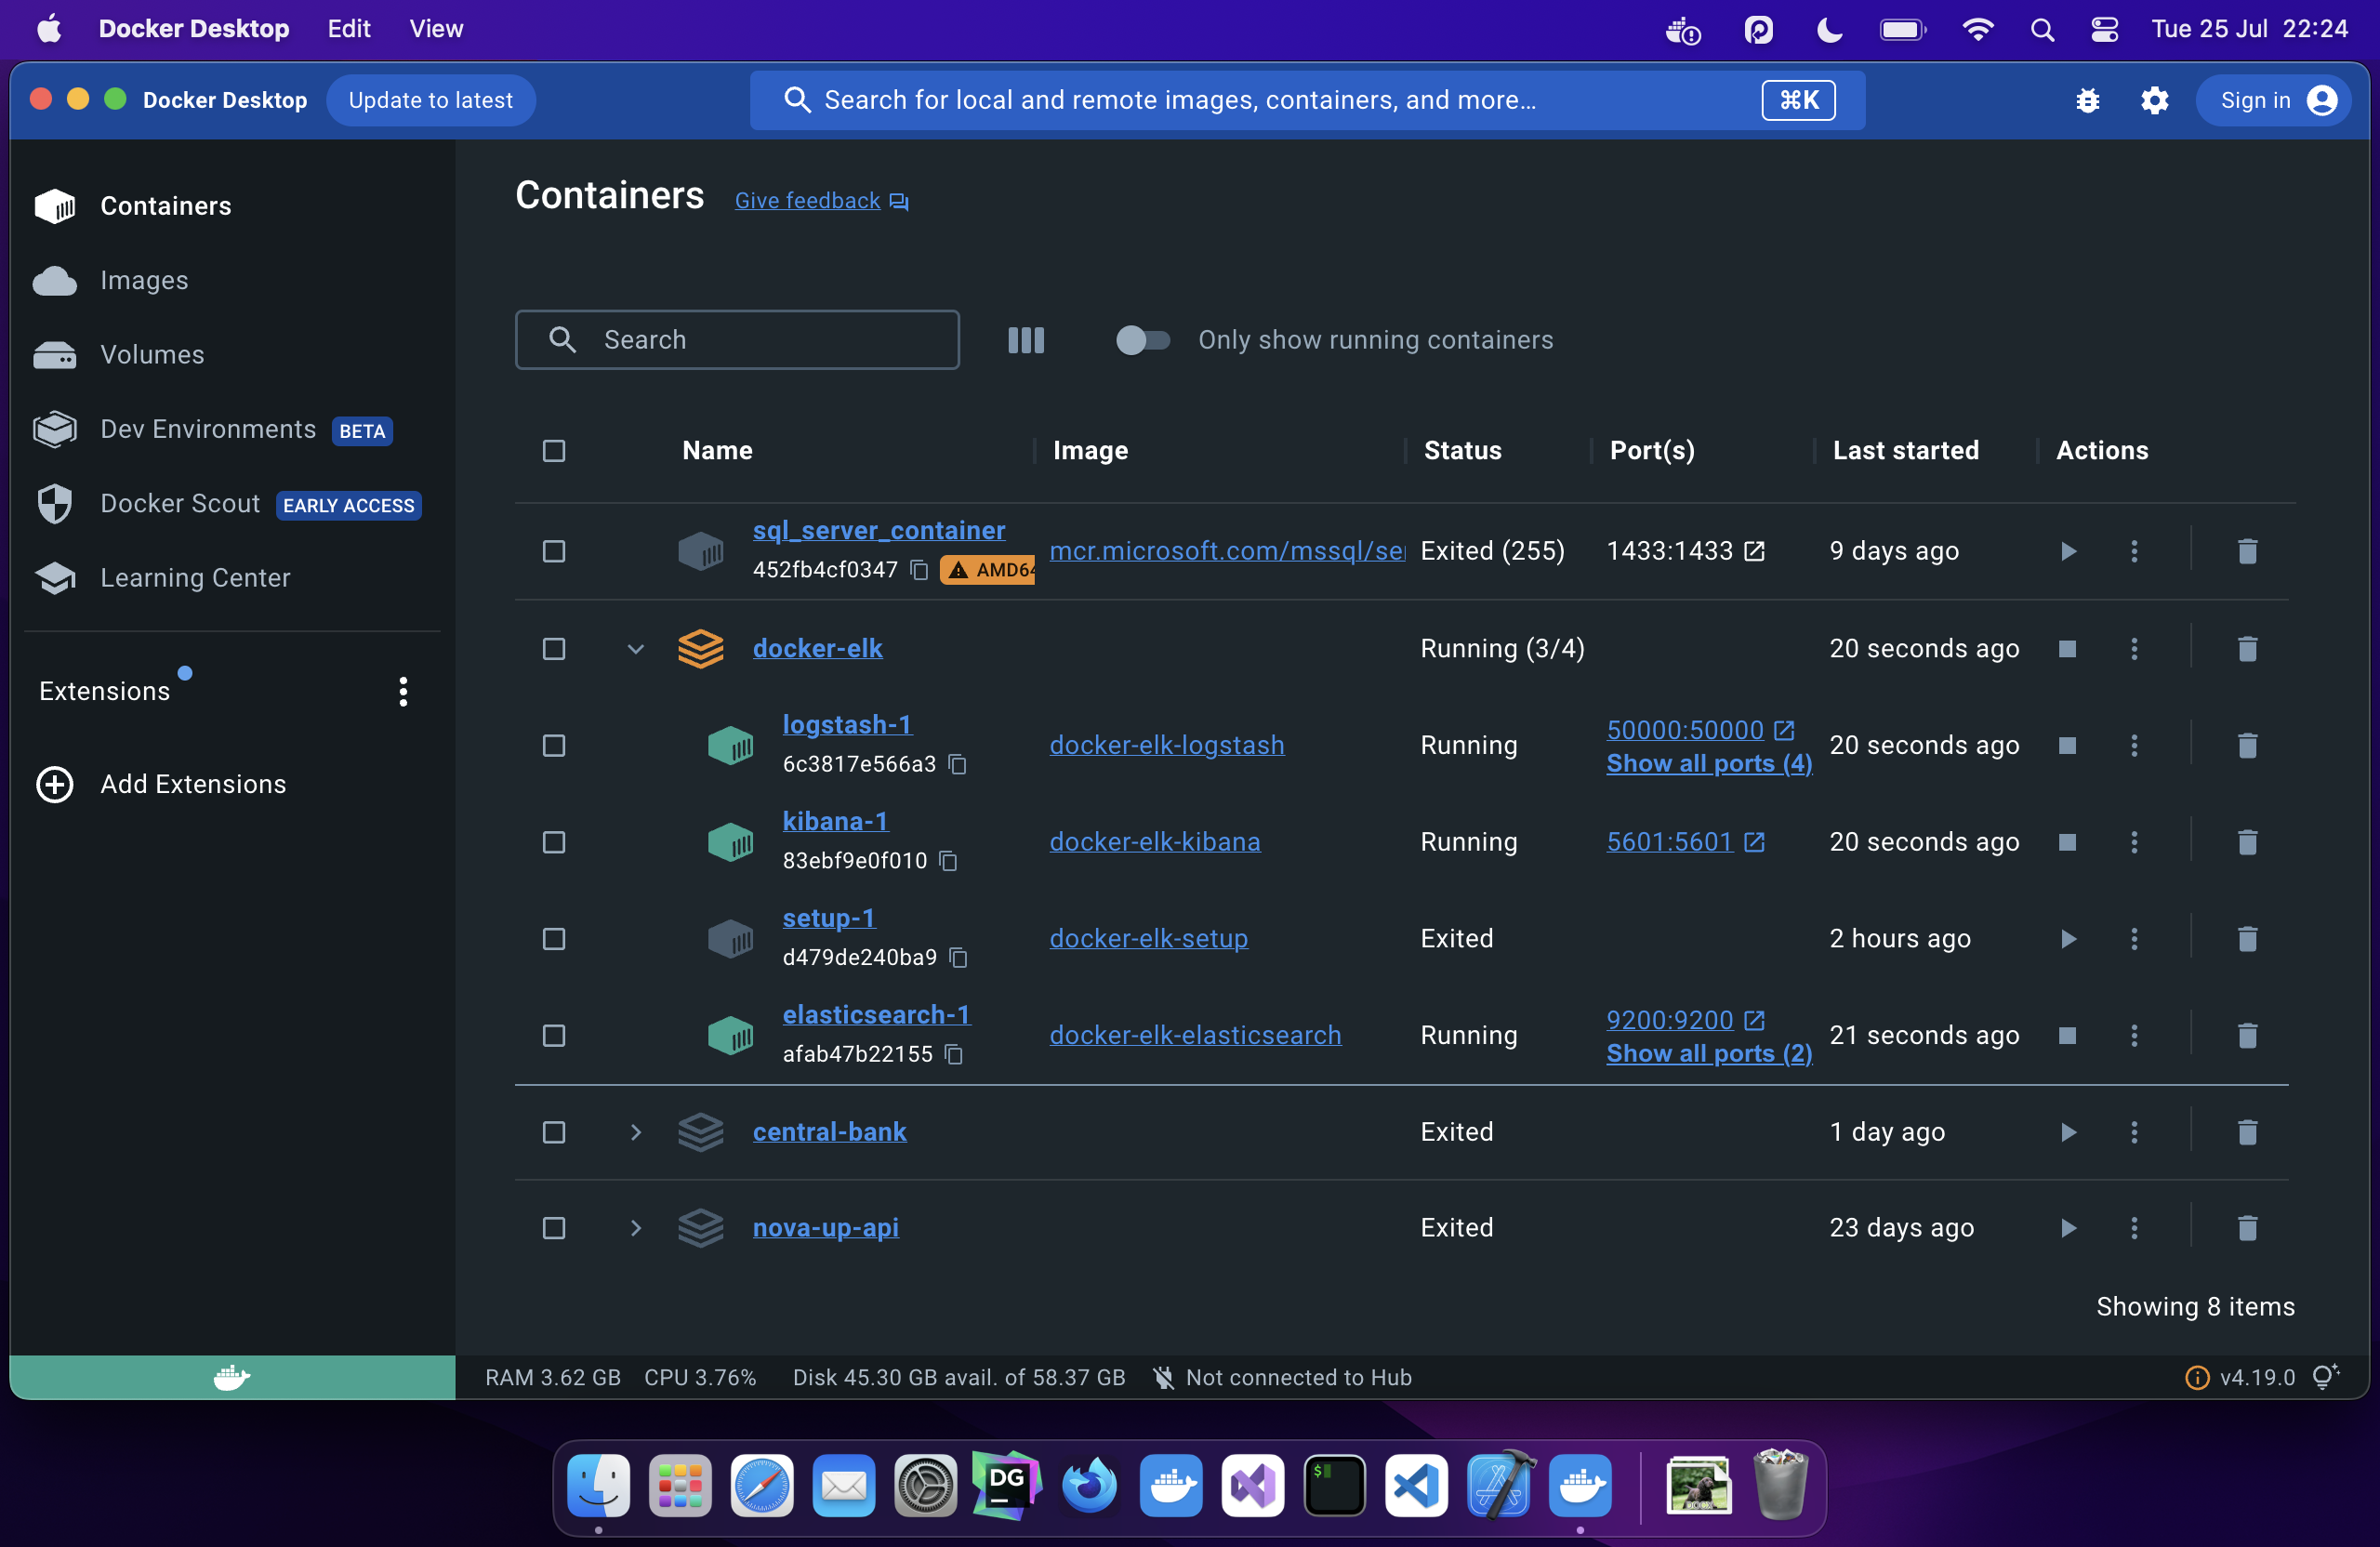 Docker Desktop Edit View Tue 25 Jul 22:24
Docker Desktop Update to latest Search for local and remote images, containers, and more... ⌘K Sign in
Containers
Images
Volumes
Dev Environments BETA
Docker Scout EARLY ACCESS
Learning Center
Extensions
Add Extensions
Containers Give feedback
Search Only show running containers
Name Image Status Port(s) Last started Actions
sql_server_container
452fb4cf0347 AMD64
mcr.microsoft.com/mssql/ser Exited (255) 1433:1433 9 days ago
docker-elk Running (3/4) 20 seconds ago
logstash-1
6c3817e566a3
docker-elk-logstash Running
50000:50000
Show all ports (4)
20 seconds ago
kibana-1
83ebf9e0f010
docker-elk-kibana Running 5601:5601 20 seconds ago
setup-1
d479de240ba9
docker-elk-setup Exited 2 hours ago
elasticsearch-1
afab47b22155
docker-elk-elasticsearch Running
9200:9200
Show all ports (2)
21 seconds ago
central-bank Exited 1 day ago
nova-up-api Exited 23 days ago
Showing 8 items
RAM 3.62 GB CPU 3.76% Disk 45.30 GB avail. of 58.37 GB Not connected to Hub v4.19.0
DG
$